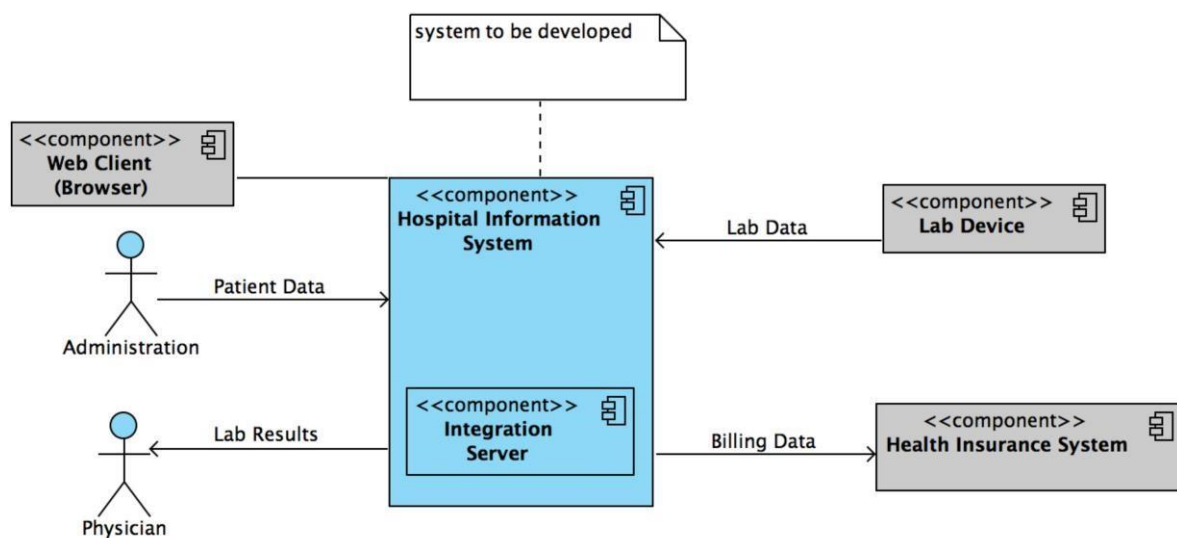 system to be developed
<<component>>
Web Client
(Browser)
<<component>>
Hospital Information
System
<<component>>
Lab Device
Lab Data
Patient Data
Administration
<<component>>
Integration
Server
Lab Results
Physician
Billing Data
<<component>>
Health Insurance System